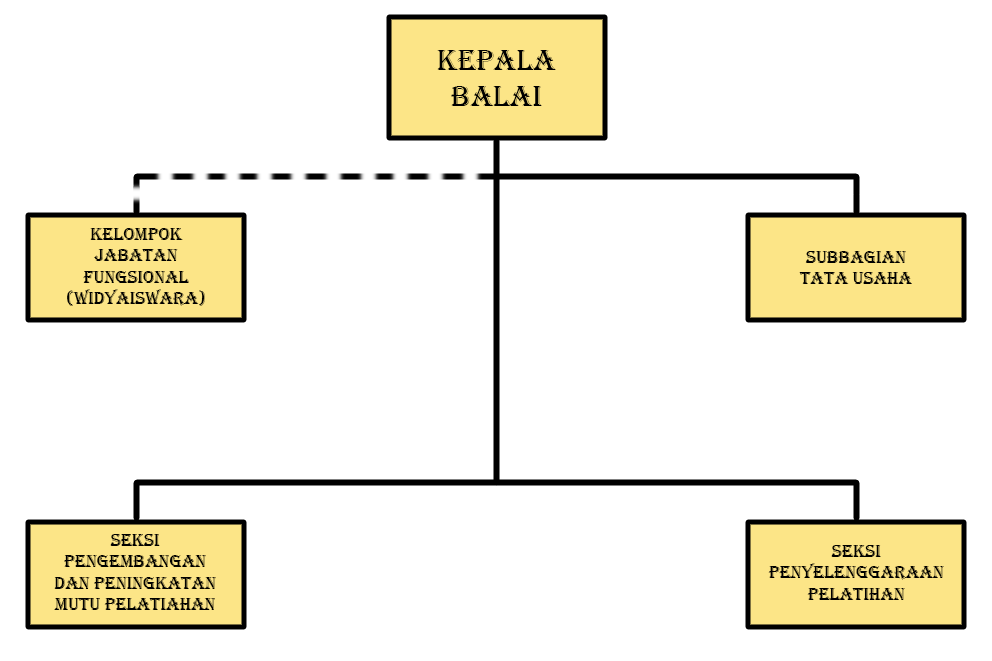 KEPALA
BALAI
KELOMPOK
JABATAN
FUNGSIONAL
(WIDYAISWARA)
SUBBAGIAN
TATA USAHA
SEKSI
PENGEMBANGAN
DAN PENINGKATAN
MUTU PELATIAHAN
SEKSI
PENYELENGGARAAN
PELATIHAN